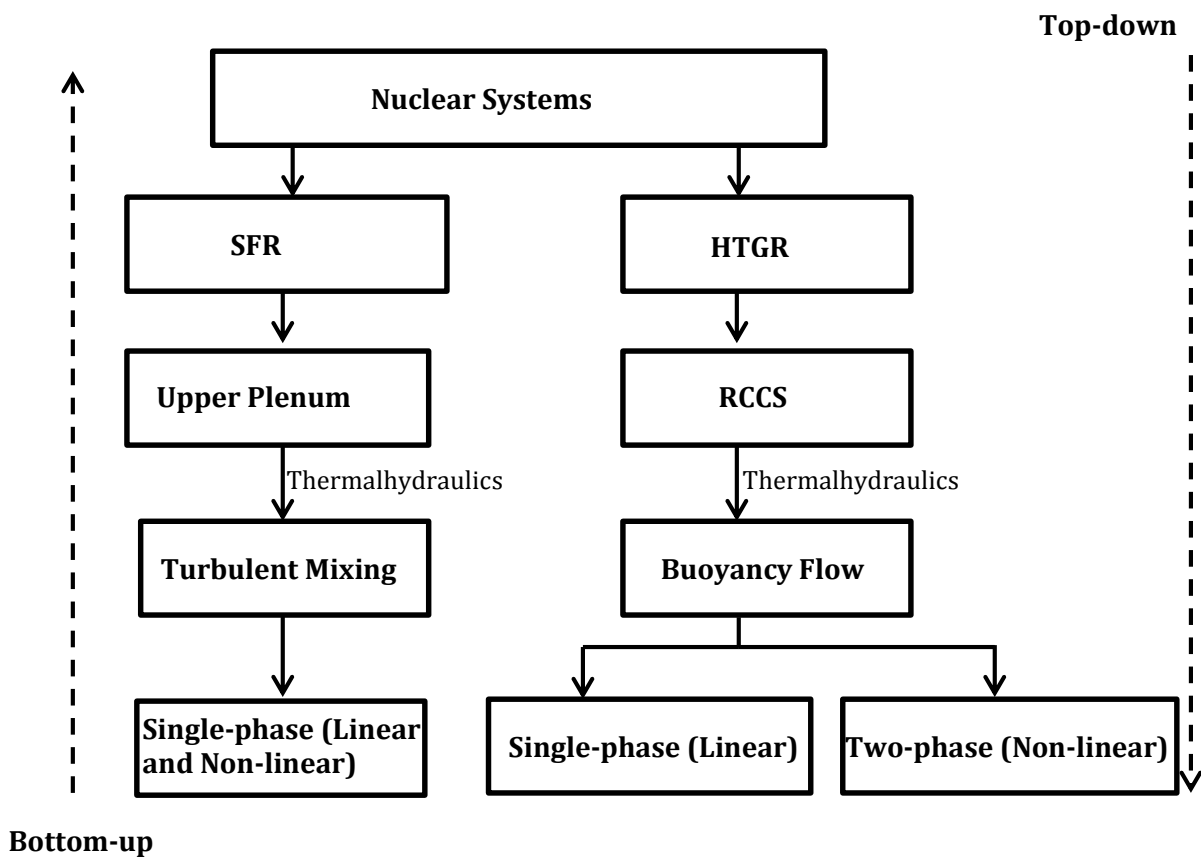 Top-down
Nuclear Systems
SFR
HTGR
Upper Plenum
RCCS
Thermalhydraulics
Thermalhydraulics
Turbulent Mixing
Buoyancy Flow
Single-phase (Linear
and Non-linear)
Single-phase (Linear)
Two-phase (Non-linear)
Bottom-up